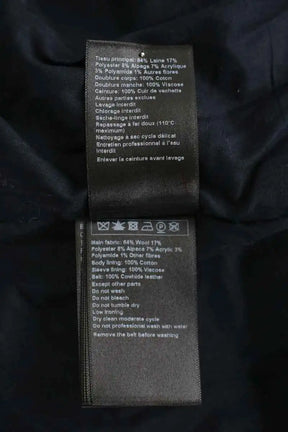 Tissu principal: 64% Laine 17%
Polyester 8% Alpaga 7% Acrylique
3% Polyamide 1% Autres fibres
Doublure corps: 100% Coton
Doublure manche: 100% Viscose
Ceinture: 100% Cuir de vachette
Autres parties exclues
Lavage interdit
Chlorage interdit
Sèche-linge interdit
Repassage à fer doux (110°C
maximum)
Nettoyage à sec cycle délicat
Entretien professionnel à l'eau
interdit
Enlever la ceinture avant lavage
Main fabric: 64% Wool 17%
Polyester 8% Alpaca 7% Acrylic 3%
Polyamide 1% Other fibres
Body lining: 100% Cotton
Sleeve lining: 100% Viscose
Belt: 100% Cowhide leather
Except other parts
Do not wash
Do not bleach
Do not tumble dry
Low ironing
Dry clean moderate cycle
Do not professional wash with water
Remove the belt before washing